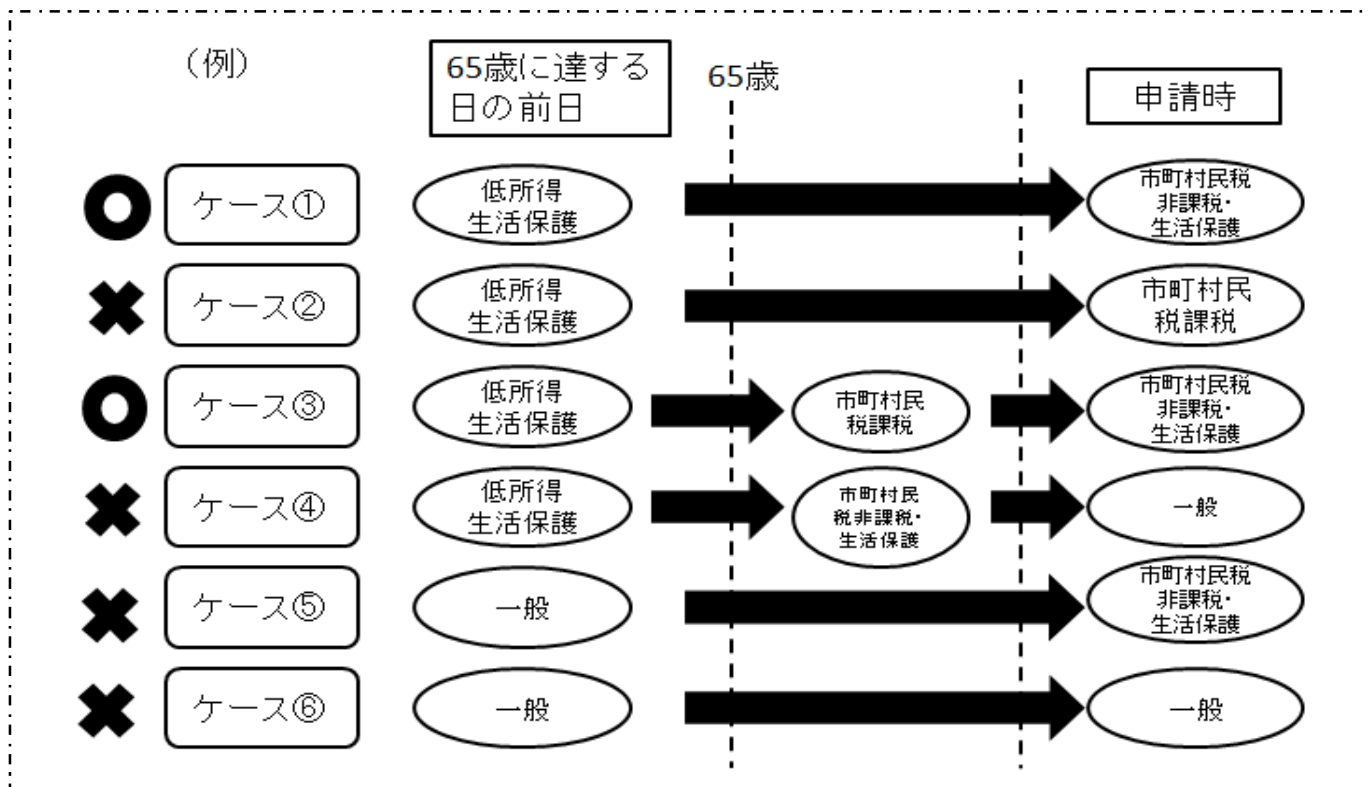 （例）
65歳に達する
日の前日
65歳
申請時
ケース①
低所得
生活保護
市町村民税
非課税・
生活保護
ケース②
低所得
生活保護
市町村民
税課税
ケース③
低所得
生活保護
市町村民
税課税
市町村民税
非課税・
生活保護
ケース④
低所得
生活保護
市町村民
税非課税・
生活保護
一般
ケース⑤
一般
市町村民税
非課税・
生活保護
ケース⑥
一般
一般